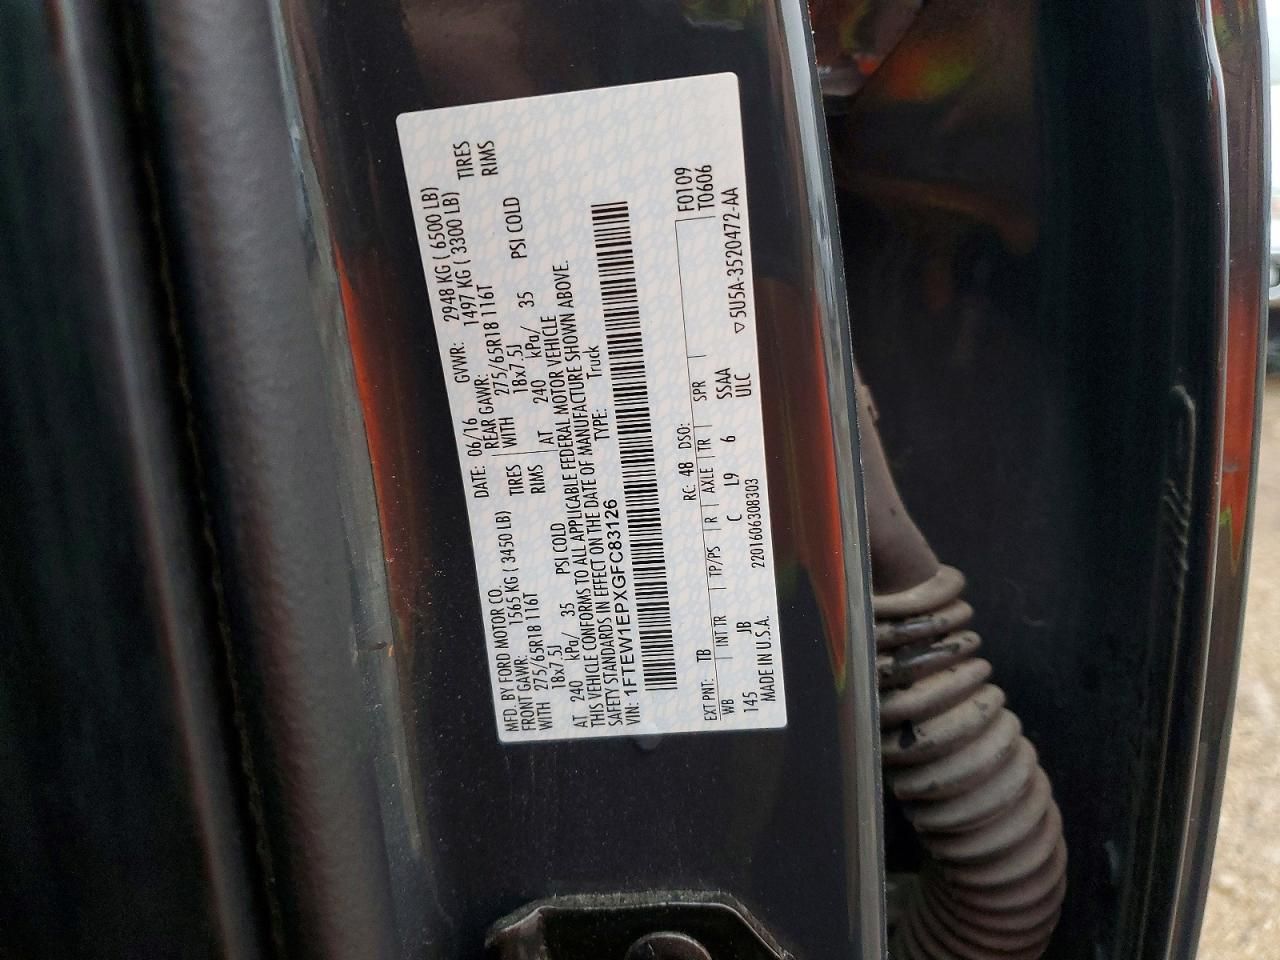 MFD. BY FORD MOTOR CO.
DATE: 06/16 GVWR: 2948 KG ( 6500 LB)
FRONT GAWR: 1565 KG ( 3450 LB) REAR GAWR: 1497 KG ( 3300 LB)
WITH 275/65R18 116T TIRES WITH 275/65R18 116T TIRES
18x7.5J RIMS 18x7.5J RIMS
AT 240 kPa/ 35 PSI COLD AT 240 kPa/ 35 PSI COLD
THIS VEHICLE CONFORMS TO ALL APPLICABLE FEDERAL MOTOR VEHICLE
SAFETY STANDARDS IN EFFECT ON THE DATE OF MANUFACTURE SHOWN ABOVE.
VIN: 1FTEW1EPXGFC83126 TYPE: Truck
F0109
EXT PNT: TB RC: 48 DSO: T0606
WB INT TR TP/PS R AXLE TR SPR
145 JB C L9 6 SSAA
MADE IN U.S.A. 2201606308303 ULC ▽5U5A-3520472-AA